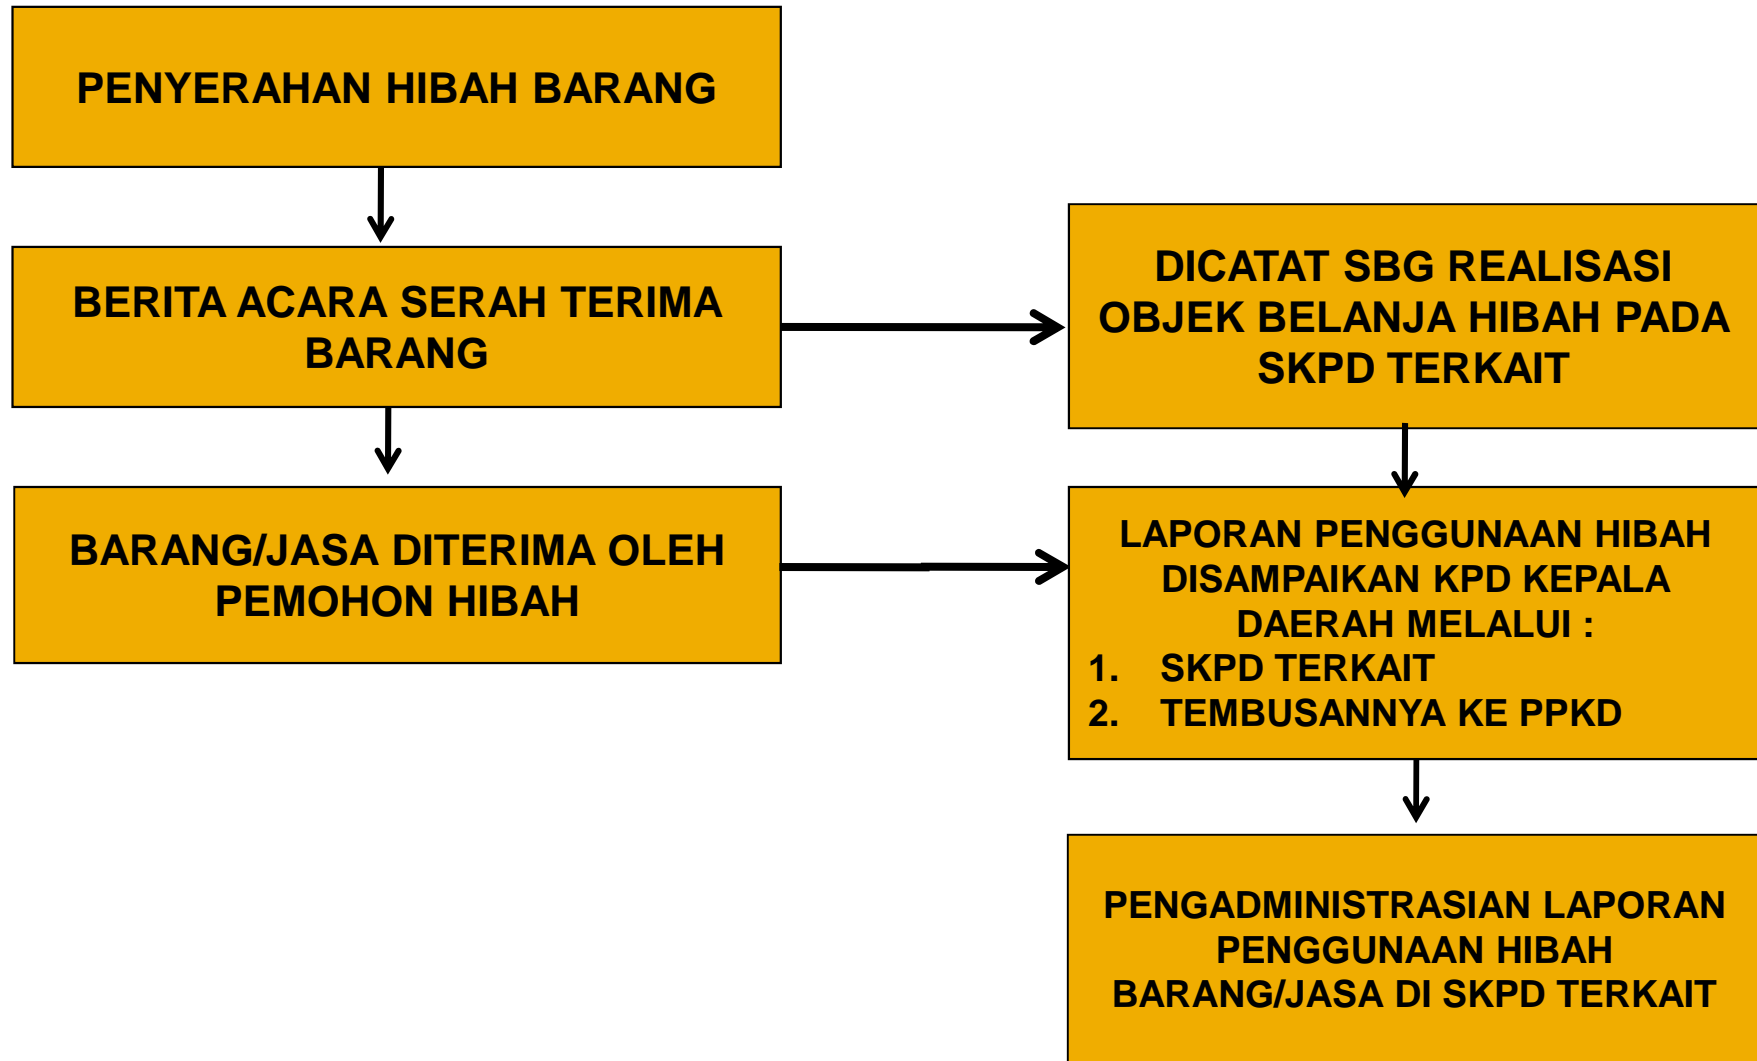 PENYERAHAN HIBAH BARANG
BERITA ACARA SERAH TERIMA
BARANG
BARANG/JASA DITERIMA OLEH
PEMOHON HIBAH
DICATAT SBG REALISASI
OBJEK BELANJA HIBAH PADA
SKPD TERKAIT
LAPORAN PENGGUNAAN HIBAH
DISAMPAIKAN KPD KEPALA
DAERAH MELALUI :
1. SKPD TERKAIT
2. TEMBUSANNYA KE PPKD
PENGADMINISTRASIAN LAPORAN
PENGGUNAAN HIBAH
BARANG/JASA DI SKPD TERKAIT